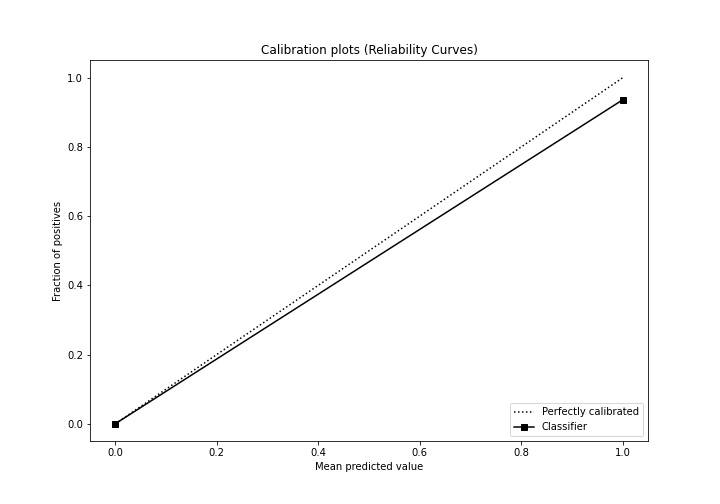 Calibration plots (Reliability Curves)
1.0
0.8
0.6
0.4
0.2
0.0
Fraction of positives
0.0 0.2 0.4 0.6 0.8 1.0
Mean predicted value
Perfectly calibrated
Classifier